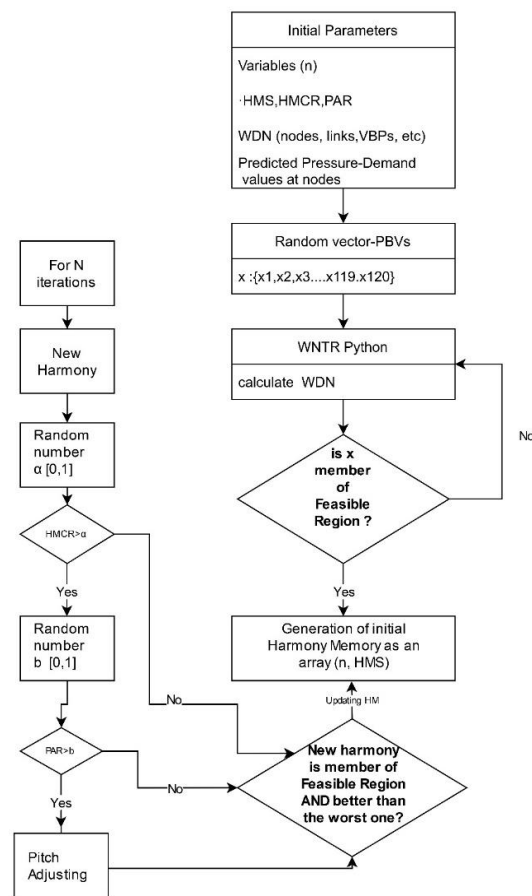 Initial Parameters
Variables (n)
·HMS,HMCR,PAR
WDN (nodes, links,VBPs, etc)
Predicted Pressure-Demand
values at nodes
Random vector-PBVs
x :{x1,x2,x3....x119.x120}
WNTR Python
calculate WDN
No
is x
member
of
Feasible
Region ?
Yes
Generation of initial
Harmony Memory as an
array (n, HMS)
Updating HM
New harmony
is member of
Feasible Region
AND better than
the worst one?
For N
iterations
New
Harmony
Random
number
α [0,1]
HMCR>α
Yes
No
Random
number
b [0,1]
PAR>b
No
Yes
Pitch
Adjusting